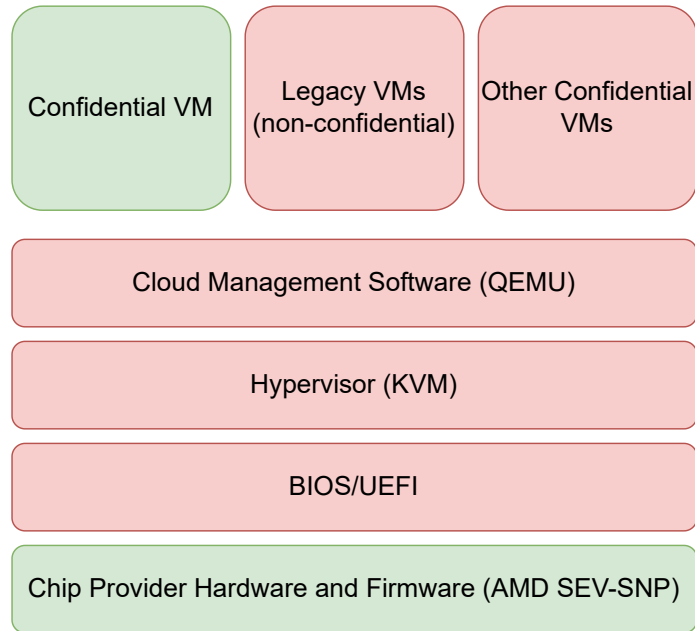 Confidential VM
Legacy VMs
(non-confidential)
Other Confidential
VMs
Cloud Management Software (QEMU)
Hypervisor (KVM)
BIOS/UEFI
Chip Provider Hardware and Firmware (AMD SEV-SNP)